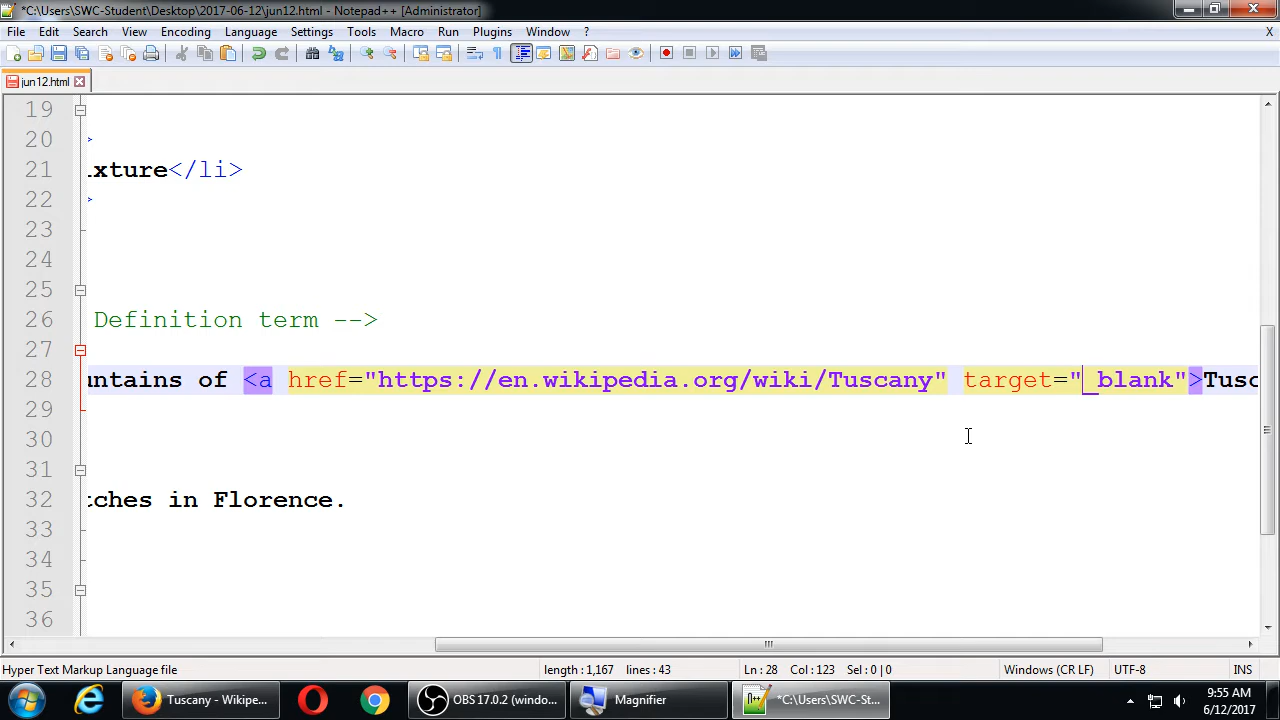 *C:\Users\SWC-Student\Desktop\2017-06-12\jun12.html - Notepad++ [Administrator]
File Edit Search View Encoding Language Settings Tools Macro Run Plugins Window ? X
jun12.html
19
20 >
21 ixture</li>
22 >
23
24
25
26 Definition term -->
27
28 untains of <a href="https://en.wikipedia.org/wiki/Tuscany" target="_blank">Tusc
29
30
31
32 tches in Florence.
33
34
35
36
Hyper Text Markup Language file length : 1,167 lines : 43 Ln : 28 Col : 123 Sel : 0 | 0 Windows (CR LF) UTF-8 INS
Tuscany - Wikipe... OBS 17.0.2 (windo... Magnifier *C:\Users\SWC-St... 9:55 AM
6/12/2017